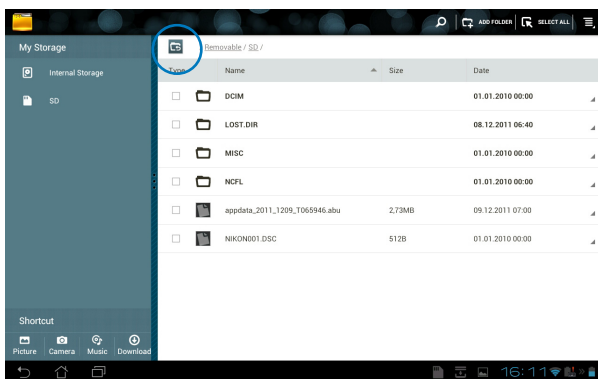 ADD FOLDER SELECT ALL
My Storage
Removable / SD /
Type Name Size Date
Internal Storage
SD
DCIM 01.01.2010 00:00
LOST.DIR 08.12.2011 06:40
MISC 01.01.2010 00:00
NCFL 01.01.2010 00:00
appdata_2011_1209_T065946.abu 2,73MB 09.12.2011 07:00
NIKON001.DSC 512B 01.01.2010 00:00
Shortcut
Picture Camera Music Download
16:11